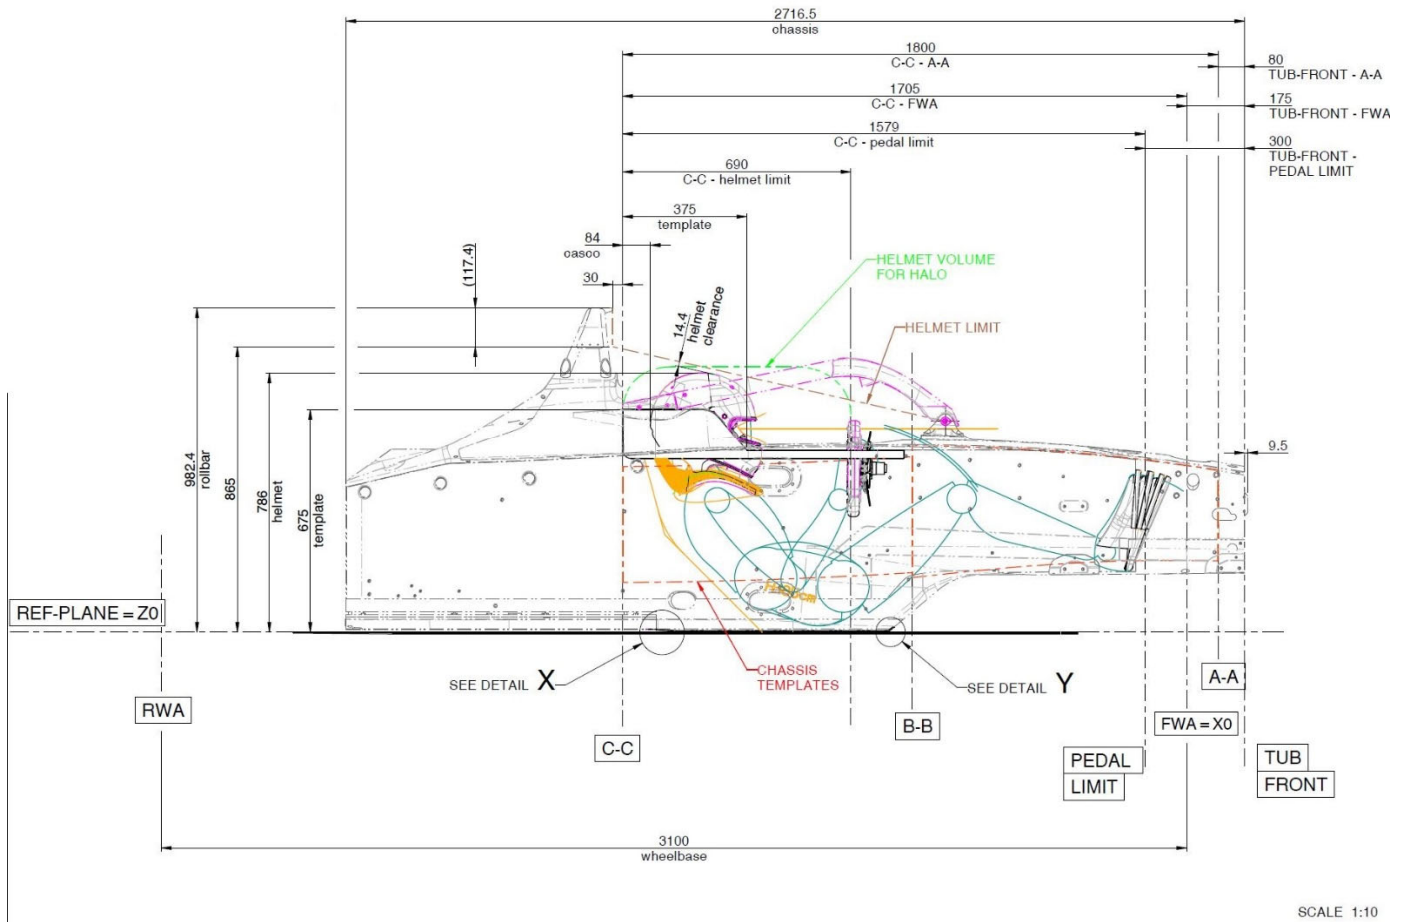 2716.5
chassis
1800
C-C - A-A
80
TUB-FRONT - A-A
1705
C-C - FWA
175
TUB-FRONT - FWA
1579
C-C - pedal limit
300
TUB-FRONT -
PEDAL LIMIT
690
C-C - helmet limit
375
template
84
casco
30
(117.4)
HELMET VOLUME
FOR HALO
14.4
helmet
clearance
HELMET LIMIT
982.4
rollbar
865
786
helmet
675
template
9.5
REF-PLANE = Z0
RWA
SEE DETAIL X
CHASSIS
TEMPLATES
SEE DETAIL Y
A-A
C-C
B-B
FWA = X0
PEDAL
LIMIT
TUB
FRONT
3100
wheelbase
SCALE 1:10